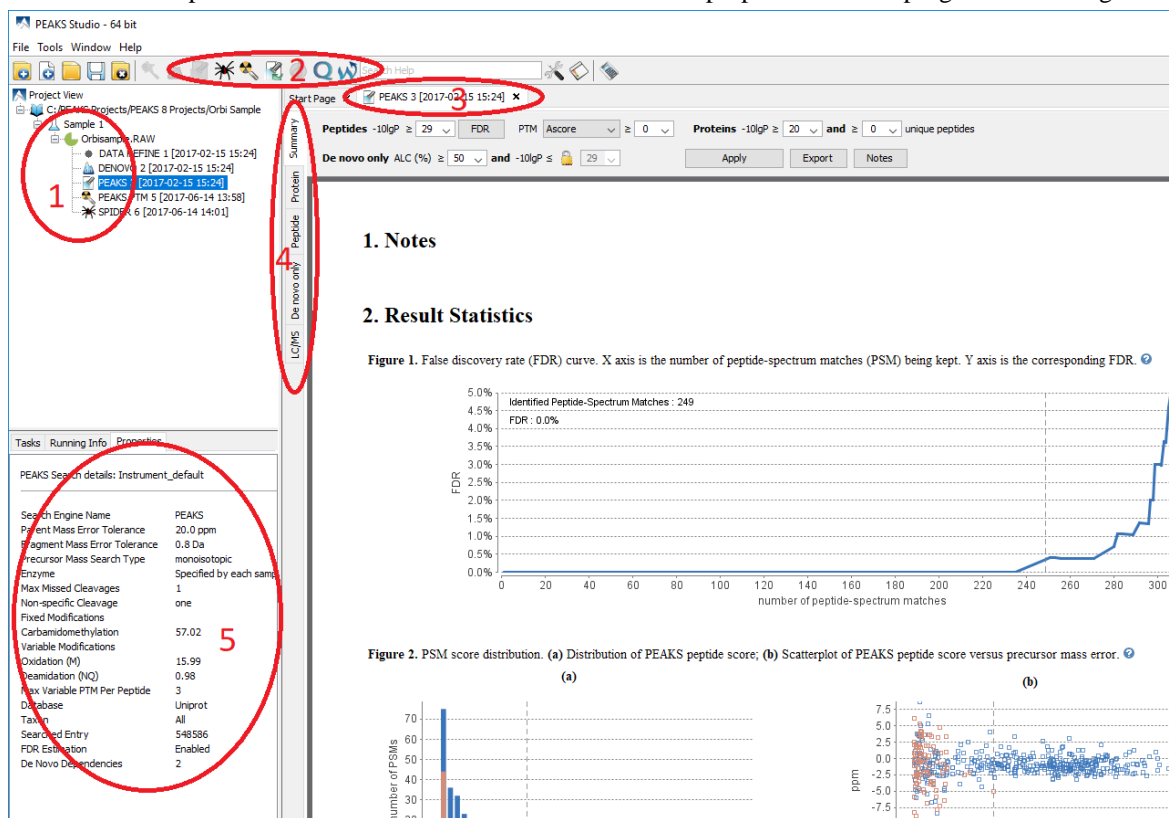 PEAKS Studio - 64 bit
File Tools Window Help
2
Search Help
Project View
C:/PEAKS Projects/PEAKS 8 Projects/Orbi Sample
Sample 1
Orbisample.RAW
DATA REFINE 1 [2017-02-15 15:24]
DENOVO 2 [2017-02-15 15:24]
PEAKS 3 [2017-02-15 15:24]
PEAKS PTM 5 [2017-06-14 13:58]
SPIDER 6 [2017-06-14 14:01]
1
Start Page
PEAKS 3 [2017-02-15 15:24]
3
Summary
Protein
Peptide
De novo only
LC/MS
4
Peptides -10lgP ≥ 29 FDR PTM Ascore ≥ 0 Proteins -10lgP ≥ 20 and ≥ 0 unique peptides
De novo only ALC (%) ≥ 50 and -10lgP ≤ 29 Apply Export Notes
1. Notes
2. Result Statistics
Figure 1. False discovery rate (FDR) curve. X axis is the number of peptide-spectrum matches (PSM) being kept. Y axis is the corresponding FDR.
Identified Peptide-Spectrum Matches : 249
FDR : 0.0%
5.0%
4.5%
4.0%
3.5%
3.0%
2.5%
2.0%
1.5%
1.0%
0.5%
0.0%
FDR
0 20 40 60 80 100 120 140 160 180 200 220 240 260 280 300
number of peptide-spectrum matches
Figure 2. PSM score distribution. (a) Distribution of PEAKS peptide score; (b) Scatterplot of PEAKS peptide score versus precursor mass error.
(a)
70
60
50
40
30
number of PSMs
(b)
7.5
5.0
2.5
0.0
-2.5
-5.0
-7.5
ppm
Tasks Running Info Properties
PEAKS Search details: Instrument_default
Search Engine Name PEAKS
Parent Mass Error Tolerance 20.0 ppm
Fragment Mass Error Tolerance 0.8 Da
Precursor Mass Search Type monoisotopic
Enzyme Specified by each samp
Max Missed Cleavages 1
Non-specific Cleavage one
Fixed Modifications
Carbamidomethylation 57.02
Variable Modifications
Oxidation (M) 15.99
Deamidation (NQ) 0.98
Max Variable PTM Per Peptide 3
Database Uniprot
Taxon All
Searched Entry 548586
FDR Estimation Enabled
De Novo Dependencies 2
5